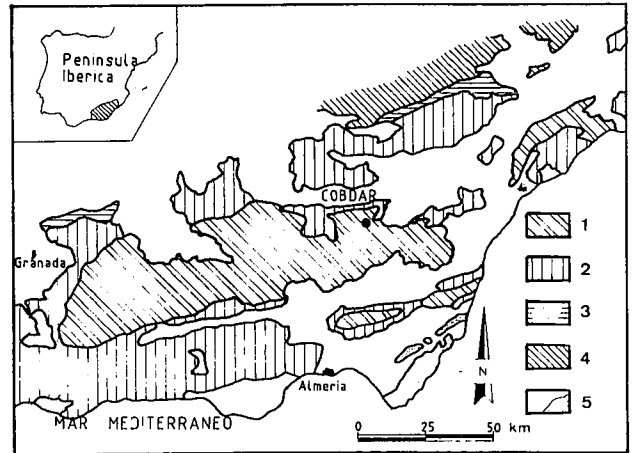 Peninsula
Iberica
COBDAR
Granada
Almeria
MAR MEDITERRANEO
1
2
3
4
5
N
0 25 50 km